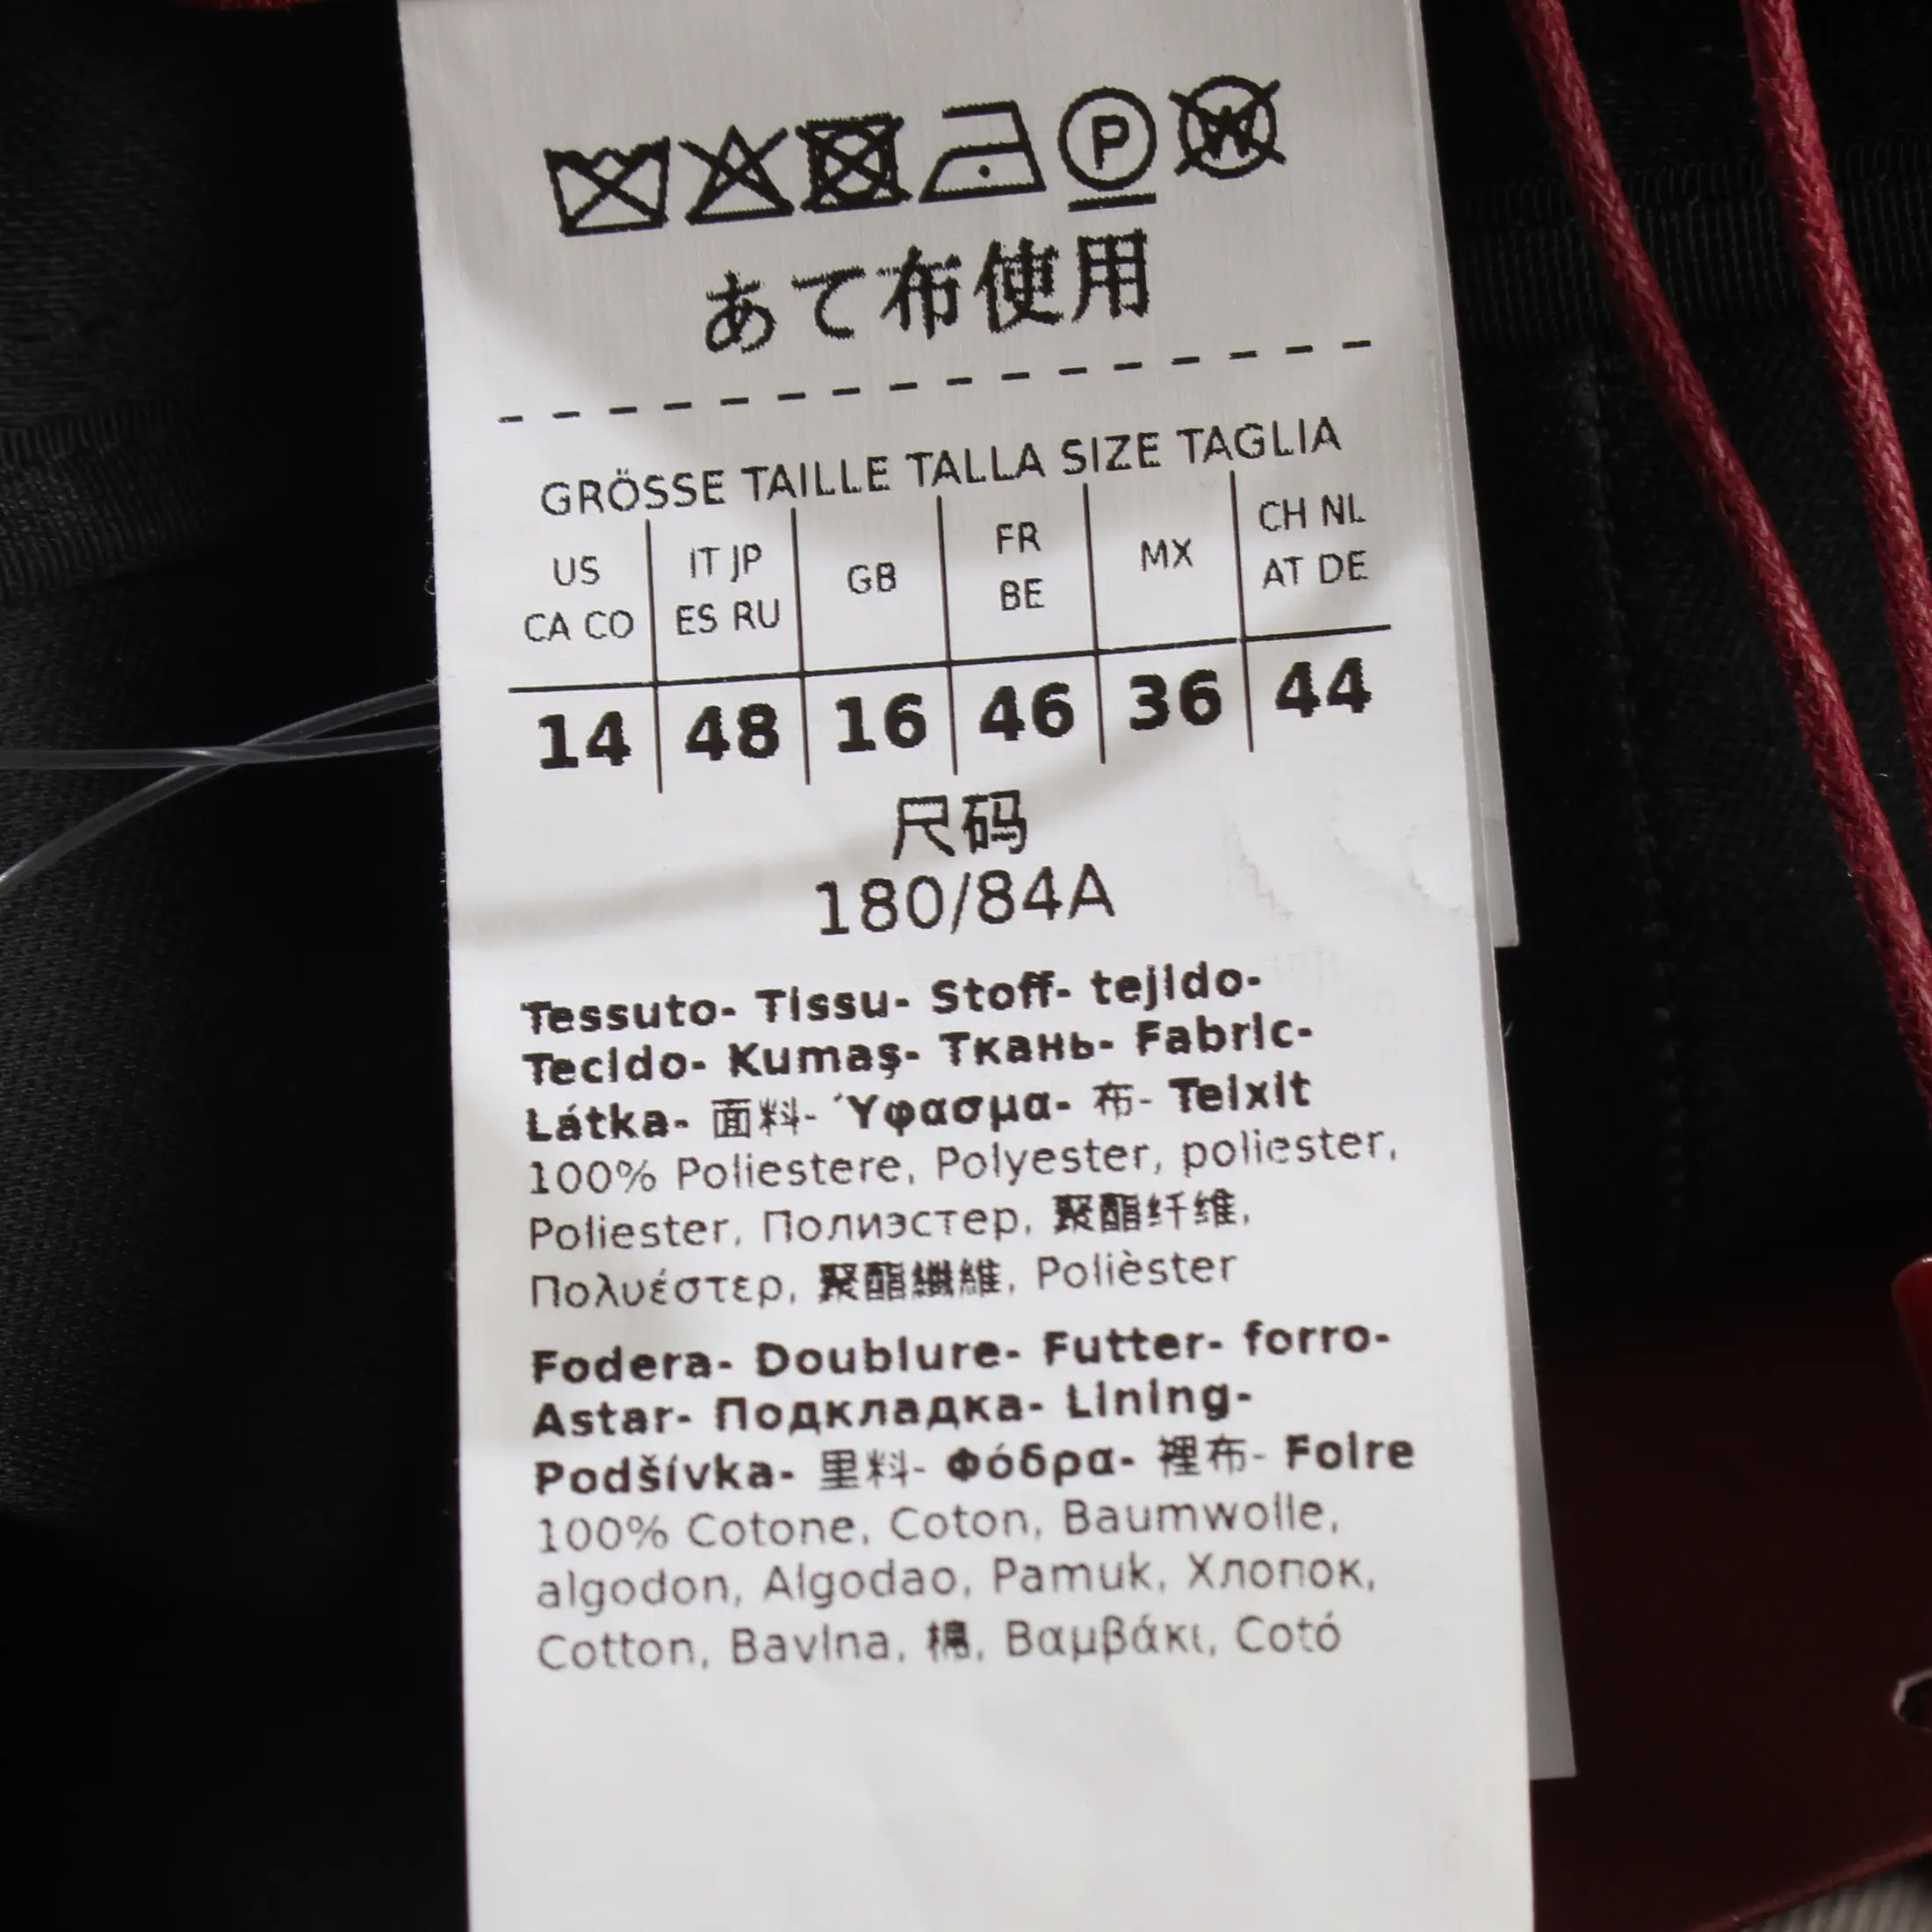 P W
あて布使用
GRÖSSE TAILLE TALLA SIZE TAGLIA
US CA CO IT JP ES RU GB FR BE MX CH NL AT DE
14 48 16 46 36 44
尺码
180/84A
Tessuto- Tissu- Stoff- tejido-
Tecido- Kumaş- Ткань- Fabric-
Látka- 面料- Ύφασμα- 布- Teixit
100% Poliestere, Polyester, poliester,
Poliester, Полиэстер, 聚酯纤维,
Πολυέστερ, 聚酯纖維, Polièster
Fodera- Doublure- Futter- forro-
Astar- Подкладка- Lining-
Podšívka- 里料- Φόδρα- 裡布- Folre
100% Cotone, Coton, Baumwolle,
algodon, Algodao, Pamuk, Хлопок,
Cotton, Bavlna, 棉, Βαμβάκι, Cotó